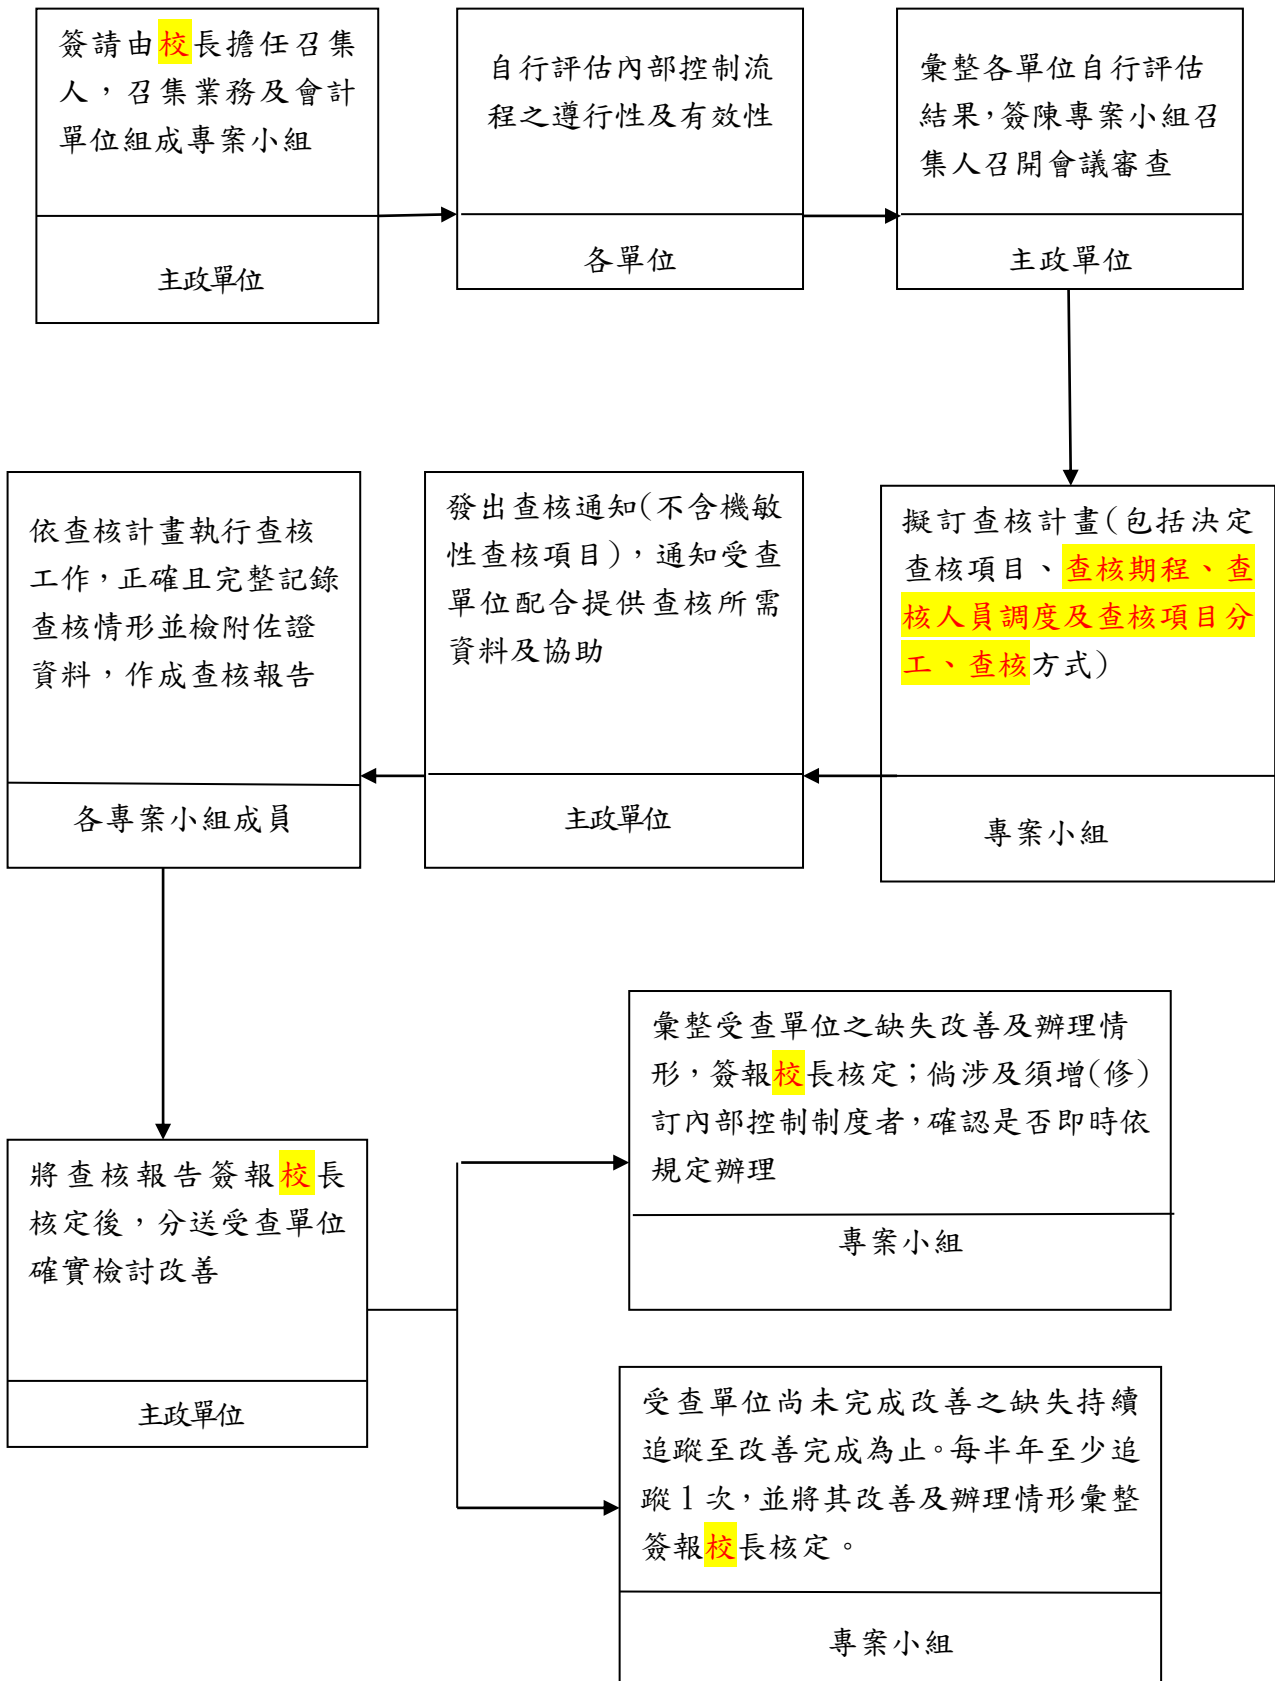 簽請由校長擔任召集
人，召集業務及會計
單位組成專案小組
主政單位
自行評估內部控制流
程之遵行性及有效性
各單位
彙整各單位自行評估
結果，簽陳專案小組召
集人召開會議審查
主政單位
擬訂查核計畫(包括決定
查核項目、查核期程、查
核人員調度及查核項目分
工、查核方式)
專案小組
發出查核通知(不含機敏
性查核項目)，通知受查
單位配合提供查核所需
資料及協助
主政單位
依查核計畫執行查核
工作，正確且完整記錄
查核情形並檢附佐證
資料，作成查核報告
各專案小組成員
將查核報告簽報校長
核定後，分送受查單位
確實檢討改善
主政單位
彙整受查單位之缺失改善及辦理情
形，簽報校長核定；倘涉及須增(修)
訂內部控制制度者，確認是否即時依
規定辦理
專案小組
受查單位尚未完成改善之缺失持續
追蹤至改善完成為止。每半年至少追
蹤1次，並將其改善及辦理情形彙整
簽報校長核定。
專案小組